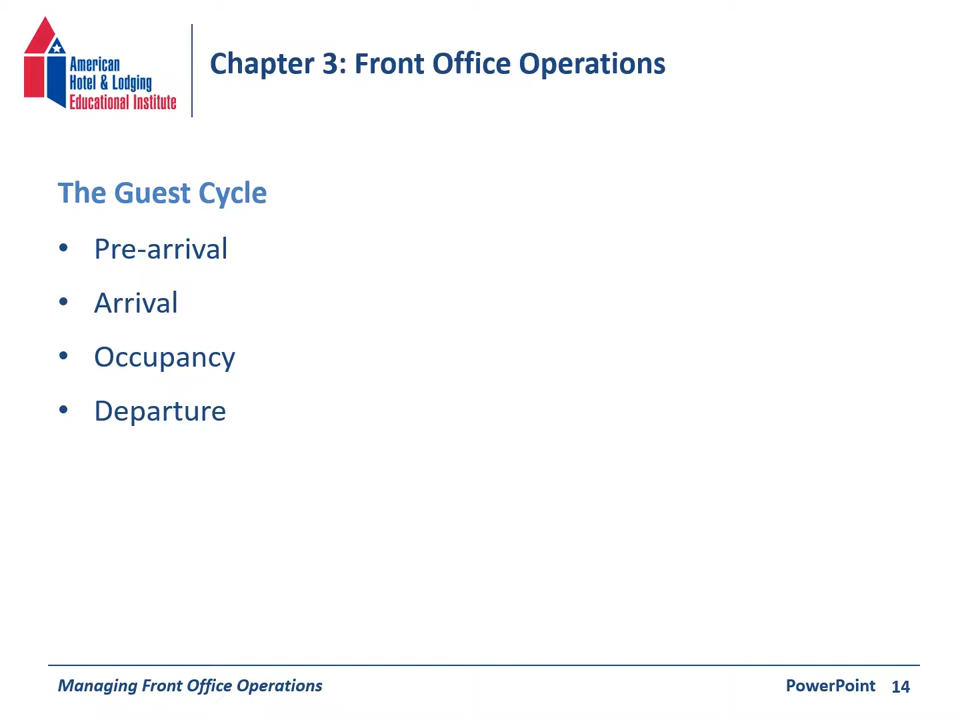 American
Hotel & Lodging
Educational Institute
Chapter 3: Front Office Operations
The Guest Cycle
• Pre-arrival
• Arrival
• Occupancy
• Departure
Managing Front Office Operations
PowerPoint 14